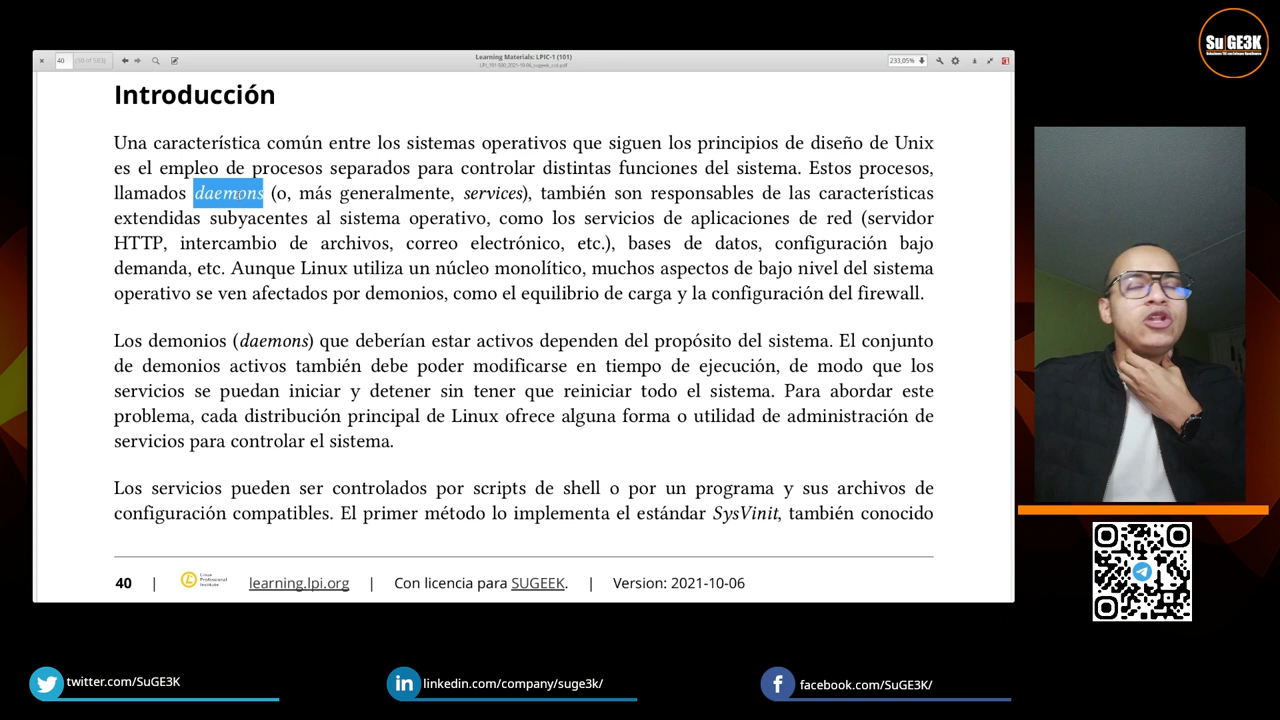 Learning Materials: LPIC-1 (101)
40 (50 of 563)
233,05%
SuGE3K
Introducción
Una característica común entre los sistemas operativos que siguen los principios de diseño de Unix
es el empleo de procesos separados para controlar distintas funciones del sistema. Estos procesos,
llamados daemons (o, más generalmente, services), también son responsables de las características
extendidas subyacentes al sistema operativo, como los servicios de aplicaciones de red (servidor
HTTP, intercambio de archivos, correo electrónico, etc.), bases de datos, configuración bajo
demanda, etc. Aunque Linux utiliza un núcleo monolítico, muchos aspectos de bajo nivel del sistema
operativo se ven afectados por demonios, como el equilibrio de carga y la configuración del firewall.
Los demonios (daemons) que deberían estar activos dependen del propósito del sistema. El conjunto
de demonios activos también debe poder modificarse en tiempo de ejecución, de modo que los
servicios se puedan iniciar y detener sin tener que reiniciar todo el sistema. Para abordar este
problema, cada distribución principal de Linux ofrece alguna forma o utilidad de administración de
servicios para controlar el sistema.
Los servicios pueden ser controlados por scripts de shell o por un programa y sus archivos de
configuración compatibles. El primer método lo implementa el estándar SysVinit, también conocido
40 | Linux Professional Institute learning.lpi.org | Con licencia para SUGEEK. | Version: 2021-10-06
twitter.com/SuGE3K
linkedin.com/company/suge3k/
facebook.com/SuGE3K/